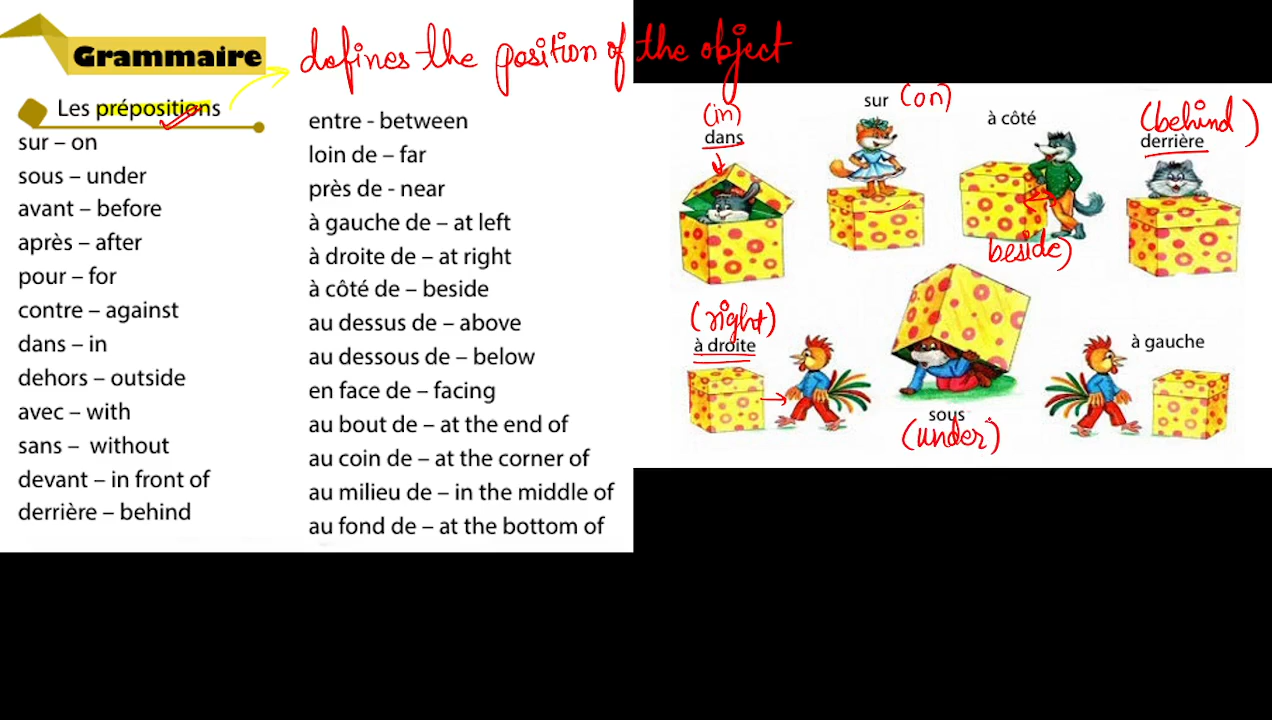 Grammaire
defines the position of the object
Les prépositions
sur – on
sous – under
avant – before
après – after
pour – for
contre – against
dans – in
dehors – outside
avec – with
sans – without
devant – in front of
derrière – behind
entre - between
loin de – far
près de - near
à gauche de – at left
à droite de – at right
à côté de – beside
au dessus de – above
au dessous de – below
en face de – facing
au bout de – at the end of
au coin de – at the corner of
au milieu de – in the middle of
au fond de – at the bottom of
(in)
dans
sur (on)
à côté
beside)
(behind)
derrière
(right)
à droite
sous
(under)
à gauche